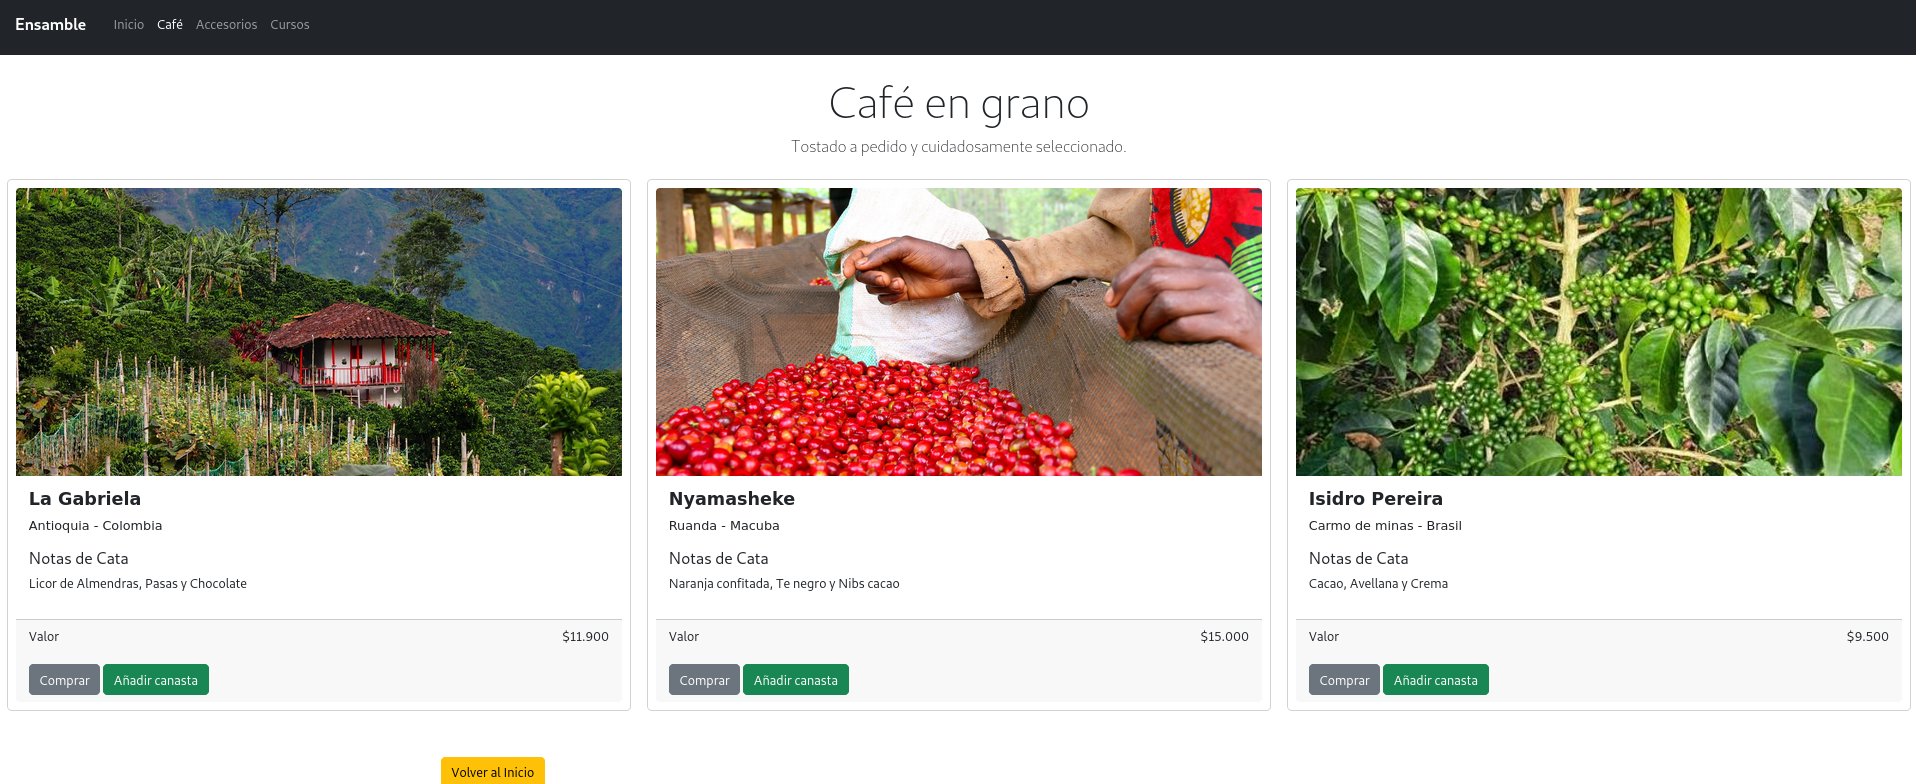 Ensamble Inicio Café Accesorios Cursos
Café en grano
Tostado a pedido y cuidadosamente seleccionado.
La Gabriela
Antioquia - Colombia
Notas de Cata
Licor de Almendras, Pasas y Chocolate
Valor $11.900
Comprar Añadir canasta
Nyamasheke
Ruanda - Macuba
Notas de Cata
Naranja confitada, Te negro y Nibs cacao
Valor $15.000
Comprar Añadir canasta
Isidro Pereira
Carmo de minas - Brasil
Notas de Cata
Cacao, Avellana y Crema
Valor $9.500
Comprar Añadir canasta
Volver al Inicio